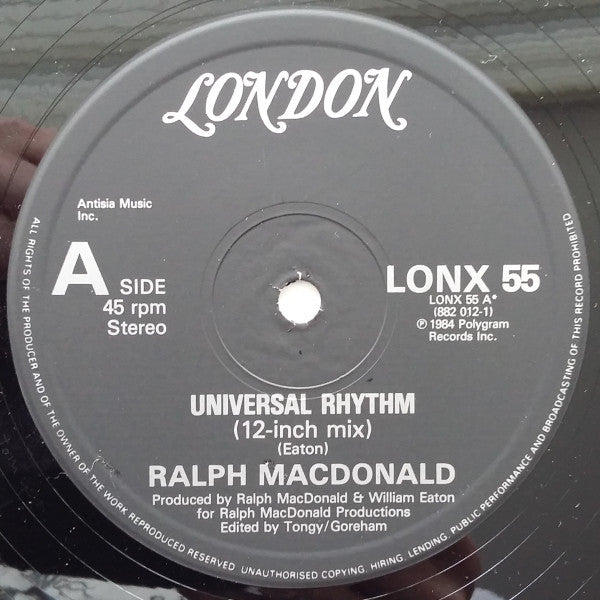 LONDON
Antisia Music
Inc.
A SIDE
45 rpm
Stereo
LONX 55
LONX 55 A*
(882 012-1)
℗ 1984 Polygram
Records Inc.
UNIVERSAL RHYTHM
(12-inch mix)
(Eaton)
RALPH MACDONALD
Produced by Ralph MacDonald & William Eaton
for Ralph MacDonald Productions
Edited by Tongy/Goreham
ALL RIGHTS OF THE PRODUCER AND OF THE OWNER OF THE WORK REPRODUCED RESERVED UNAUTHORISED COPYING, HIRING, LENDING, PUBLIC PERFORMANCE AND BROADCASTING OF THIS RECORD PROHIBITED